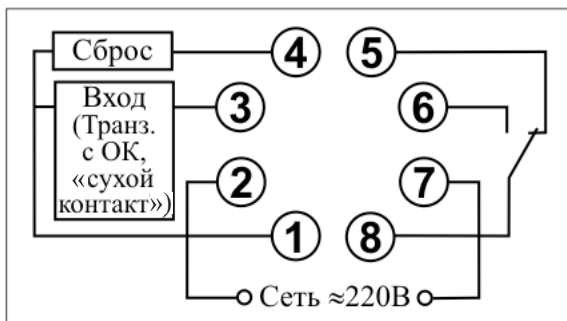 Сброс
4
5
Вход
(Транз.
с ОК,
«сухой
контакт»)
3
6
2
7
1
8
Сеть ≈220В